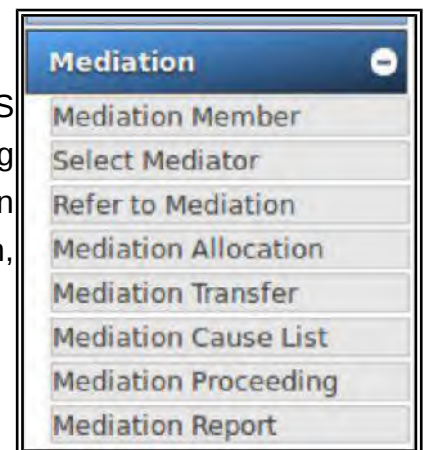 Mediation
Mediation Member
Select Mediator
Refer to Mediation
Mediation Allocation
Mediation Transfer
Mediation Cause List
Mediation Proceeding
Mediation Report